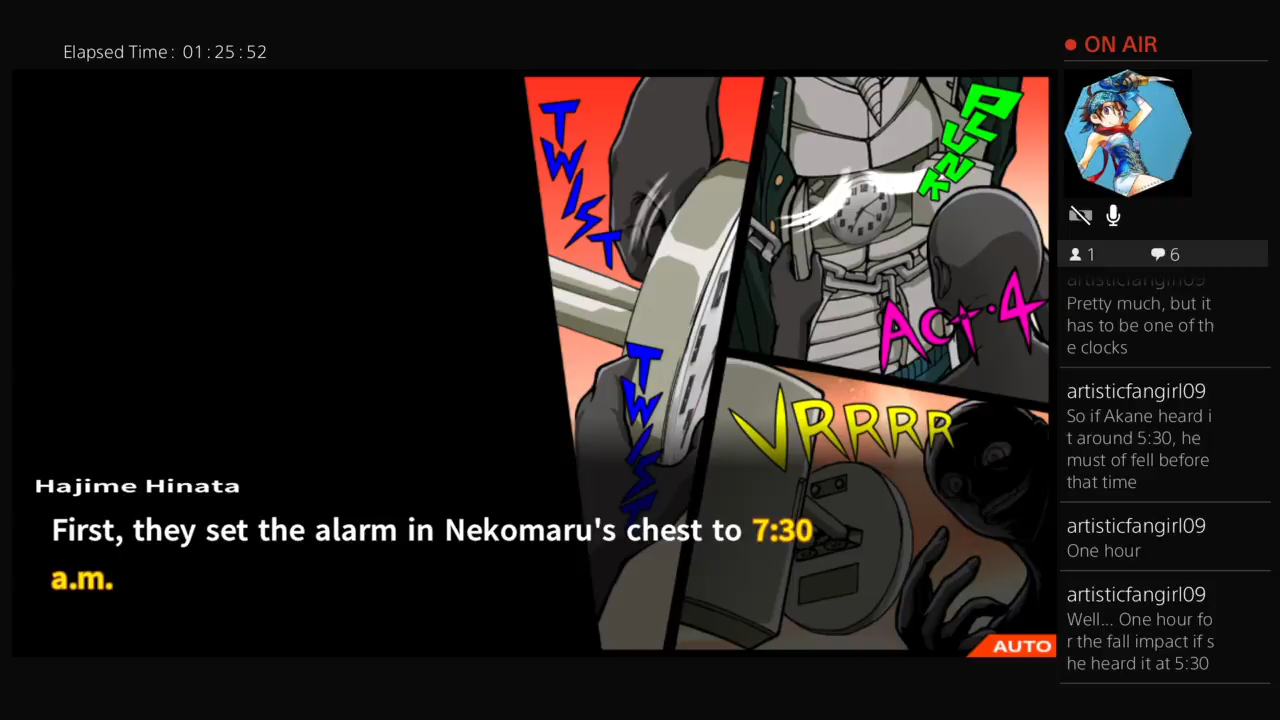 Elapsed Time: 01:25:52
ON AIR
TWIST
PLUNK
Act.4
TWIST
VRRRR
Hajime Hinata
First, they set the alarm in Nekomaru's chest to 7:30
a.m.
AUTO
1
6
artisticfangirl09
Pretty much, but it
has to be one of th
e clocks
artisticfangirl09
So if Akane heard i
t around 5:30, he
must of fell before
that time
artisticfangirl09
One hour
artisticfangirl09
Well... One hour fo
r the fall impact if s
he heard it at 5:30